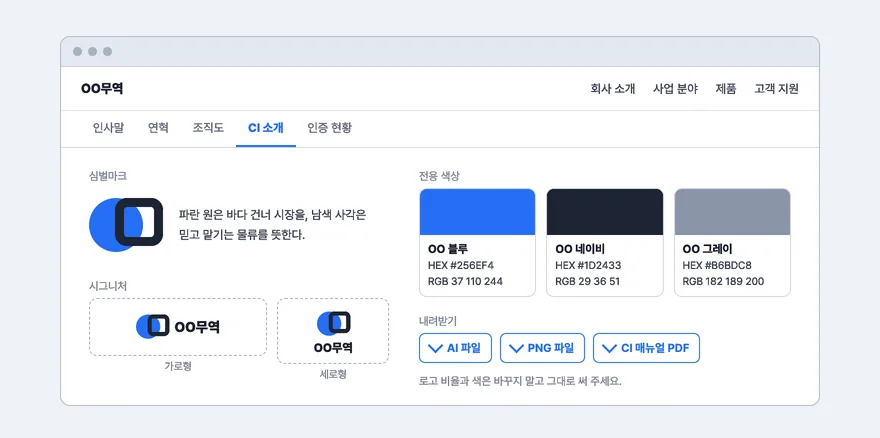 OO무역
회사 소개 사업 분야 제품 고객 지원
인사말 연혁 조직도 CI 소개 인증 현황
심벌마크
파란 원은 바다 건너 시장을, 남색 사각은
믿고 맡기는 물류를 뜻한다.
시그니처
OO무역
가로형
OO무역
세로형
전용 색상
OO 블루
HEX #256EF4
RGB 37 110 244
OO 네이비
HEX #1D2433
RGB 29 36 51
OO 그레이
HEX #B6BDC8
RGB 182 189 200
내려받기
AI 파일
PNG 파일
CI 매뉴얼 PDF
로고 비율과 색은 바꾸지 말고 그대로 써 주세요.